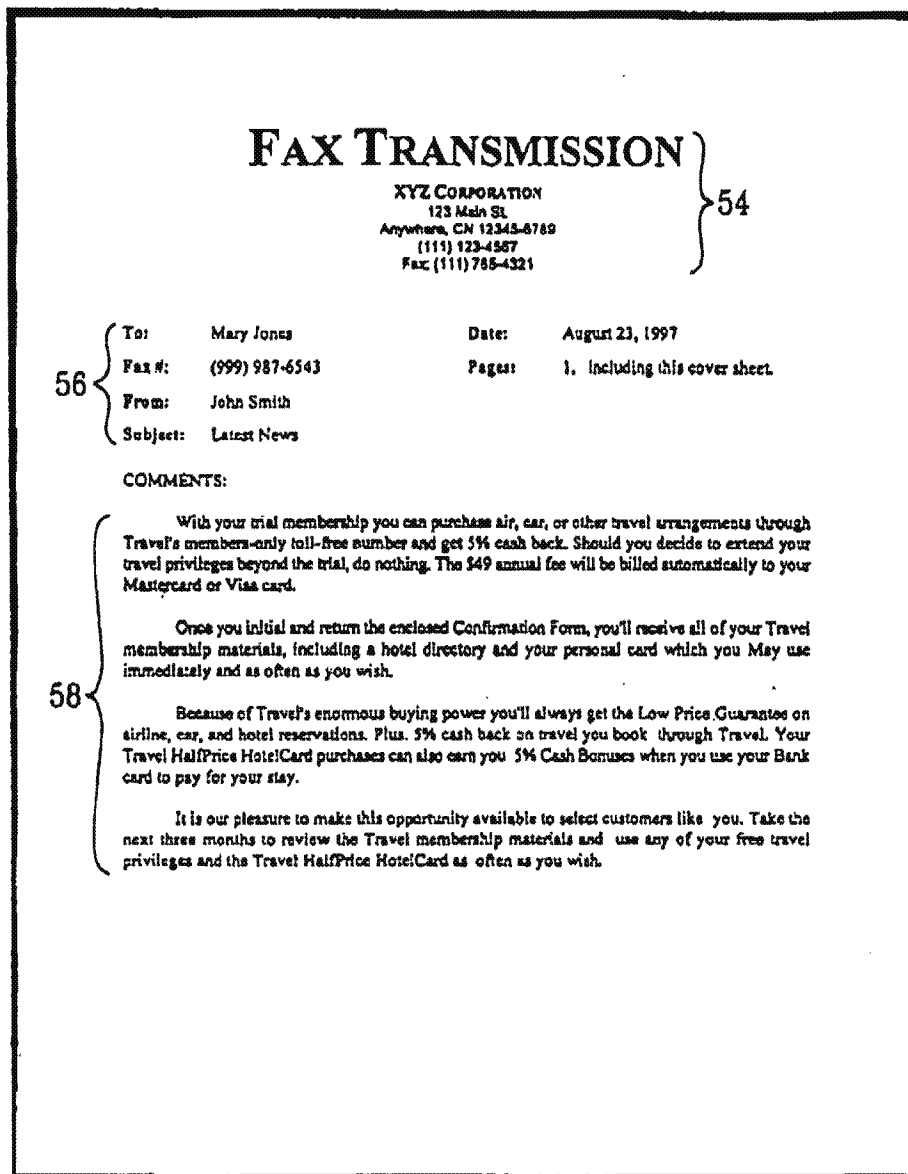 FAX TRANSMISSION
XYZ CORPORATION
123 Main St.
Anywhere, CN 12345-6789
(111) 123-4567
Fax: (111) 765-4321
54
To: Mary Jones Date: August 23, 1997
Fax #: (999) 987-6543 Pages: 1, including this cover sheet.
56
From: John Smith
Subject: Latest News
COMMENTS:
With your trial membership you can purchase air, car, or other travel arrangements through
Travel's members-only toll-free number and get 5% cash back. Should you decide to extend your
travel privileges beyond the trial, do nothing. The $49 annual fee will be billed automatically to your
Mastercard or Visa card.
Once you initial and return the enclosed Confirmation Form, you'll receive all of your Travel
membership materials, including a hotel directory and your personal card which you May use
immediately and as often as you wish.
58
Because of Travel's enormous buying power you'll always get the Low Price Guarantee on
airline, car, and hotel reservations. Plus. 5% cash back on travel you book through Travel. Your
Travel HalfPrice HotelCard purchases can also earn you 5% Cash Bonuses when you use your Bank
card to pay for your stay.
It is our pleasure to make this opportunity available to select customers like you. Take the
next three months to review the Travel membership materials and use any of your free travel
privileges and the Travel HalfPrice HotelCard as often as you wish.